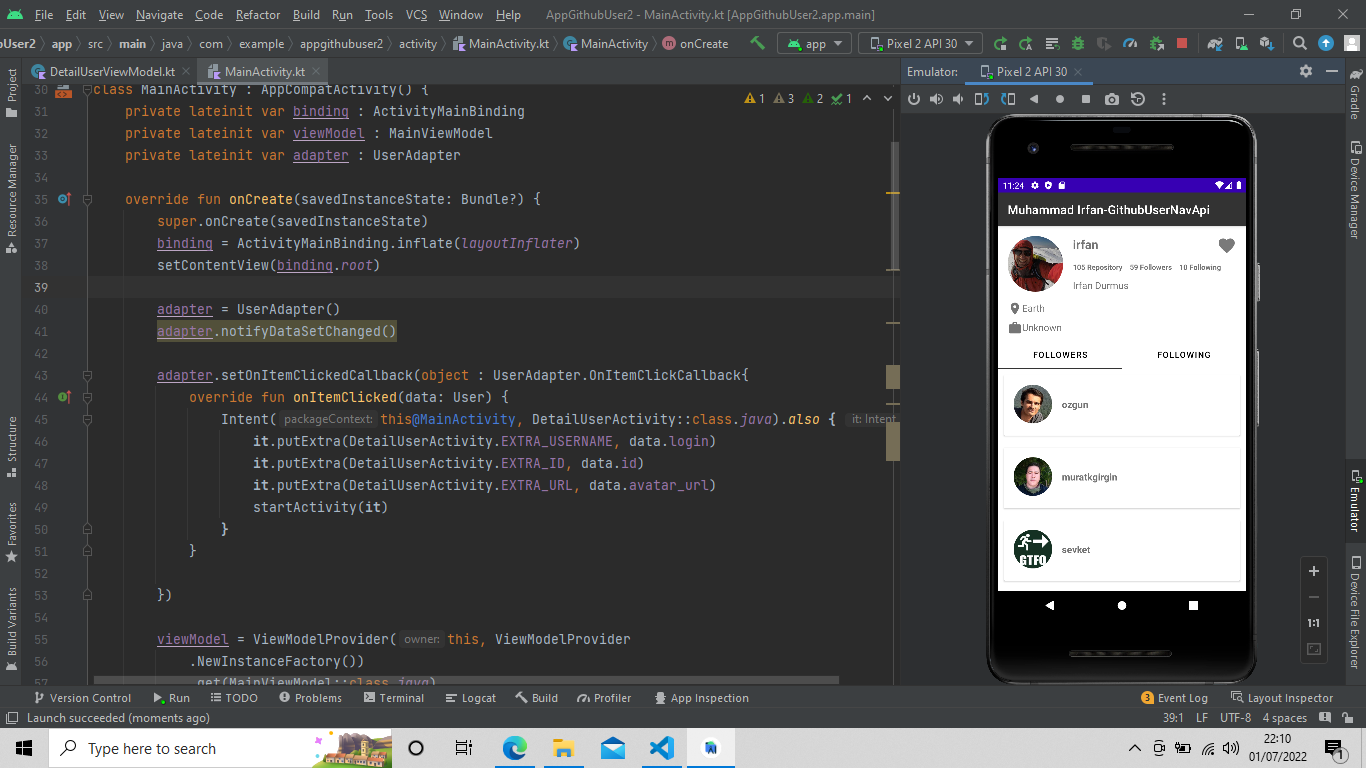 File Edit View Navigate Code Refactor Build Run Tools VCS Window Help AppGithubUser2 - MainActivity.kt [AppGithubUser2.app.main]
bUser2 app src main java com example appgithubuser2 activity MainActivity.kt MainActivity onCreate app Pixel 2 API 30
DetailUserViewModel.kt MainActivity.kt
Emulator: Pixel 2 API 30
Project
Resource Manager
Structure
Favorites
Build Variants
1 3 2 1
30 class MainActivity : AppCompatActivity() {
31 private lateinit var binding : ActivityMainBinding
32 private lateinit var viewModel : MainViewModel
33 private lateinit var adapter : UserAdapter
34
35 override fun onCreate(savedInstanceState: Bundle?) {
36 super.onCreate(savedInstanceState)
37 binding = ActivityMainBinding.inflate(layoutInflater)
38 setContentView(binding.root)
39
40 adapter = UserAdapter()
41 adapter.notifyDataSetChanged()
42
43 adapter.setOnItemClickedCallback(object : UserAdapter.OnItemClickCallback{
44 override fun onItemClicked(data: User) {
45 Intent( packageContext: this@MainActivity, DetailUserActivity::class.java).also { it: Intent
46 it.putExtra(DetailUserActivity.EXTRA_USERNAME, data.login)
47 it.putExtra(DetailUserActivity.EXTRA_ID, data.id)
48 it.putExtra(DetailUserActivity.EXTRA_URL, data.avatar_url)
49 startActivity(it)
50 }
51 }
52
53 })
54
55 viewModel = ViewModelProvider( owner: this, ViewModelProvider
56 .NewInstanceFactory())
57 .get(MainViewModel::class.java)
11:24
Muhammad Irfan-GithubUserNavApi
irfan
105 Repository 59 Followers 10 Following
Irfan Durmus
Earth
Unknown
FOLLOWERS FOLLOWING
ozgun
muratkgirgin
GTFO
sevket
1:1
Gradle
Device Manager
Emulator
Device File Explorer
Version Control Run TODO Problems Terminal Logcat Build Profiler App Inspection 3 Event Log Layout Inspector
Launch succeeded (moments ago) 39:1 LF UTF-8 4 spaces
Type here to search
22:10
01/07/2022
1